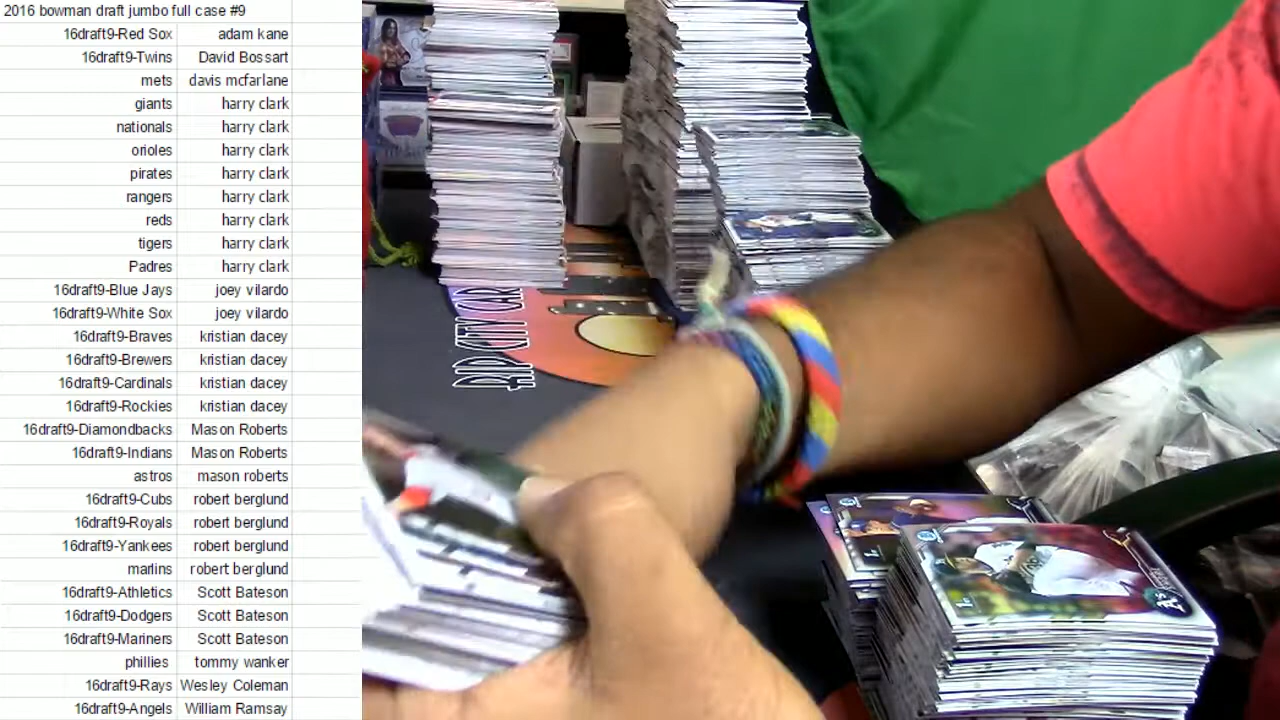 2016 bowman draft jumbo full case #9
16draft9-Red Sox adam kane
16draft9-Twins David Bossart
mets davis mcfarlane
giants harry clark
nationals harry clark
orioles harry clark
pirates harry clark
rangers harry clark
reds harry clark
tigers harry clark
Padres harry clark
16draft9-Blue Jays joey vilardo
16draft9-White Sox joey vilardo
16draft9-Braves kristian dacey
16draft9-Brewers kristian dacey
16draft9-Cardinals kristian dacey
16draft9-Rockies kristian dacey
16draft9-Diamondbacks Mason Roberts
16draft9-Indians Mason Roberts
astros mason roberts
16draft9-Cubs robert berglund
16draft9-Royals robert berglund
16draft9-Yankees robert berglund
marlins robert berglund
16draft9-Athletics Scott Bateson
16draft9-Dodgers Scott Bateson
16draft9-Mariners Scott Bateson
phillies tommy wanker
16draft9-Rays Wesley Coleman
16draft9-Angels William Ramsey
RIP CITY CAR
A's